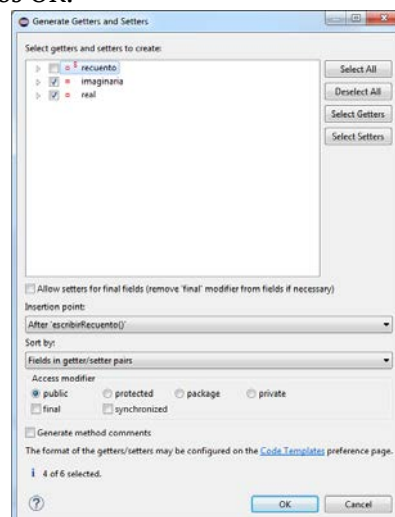 os OK.
Generate Getters and Setters
Select getters and setters to create:
S recuento
imaginaria
real
Select All
Deselect All
Select Getters
Select Setters
Allow setters for final fields (remove 'final' modifier from fields if necessary)
Insertion point:
After 'escribirRecuento()'
Sort by:
Fields in getter/setter pairs
Access modifier
public protected package private
final synchronized
Generate method comments
The format of the getters/setters may be configured on the Code Templates preference page.
i 4 of 6 selected.
? OK Cancel